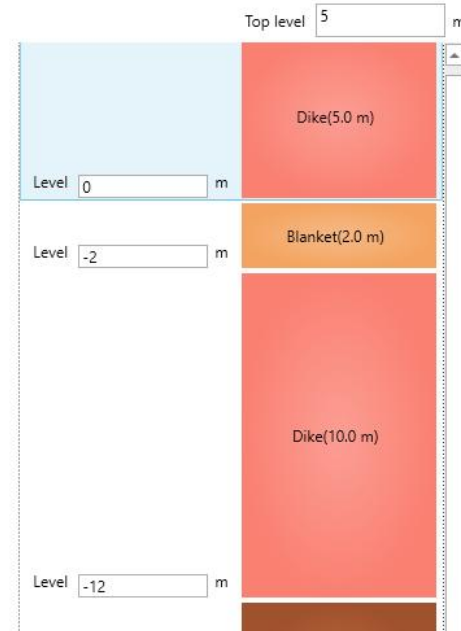 Top level 5 m
Dike(5.0 m)
Level 0 m
Blanket(2.0 m)
Level -2 m
Dike(10.0 m)
Level -12 m